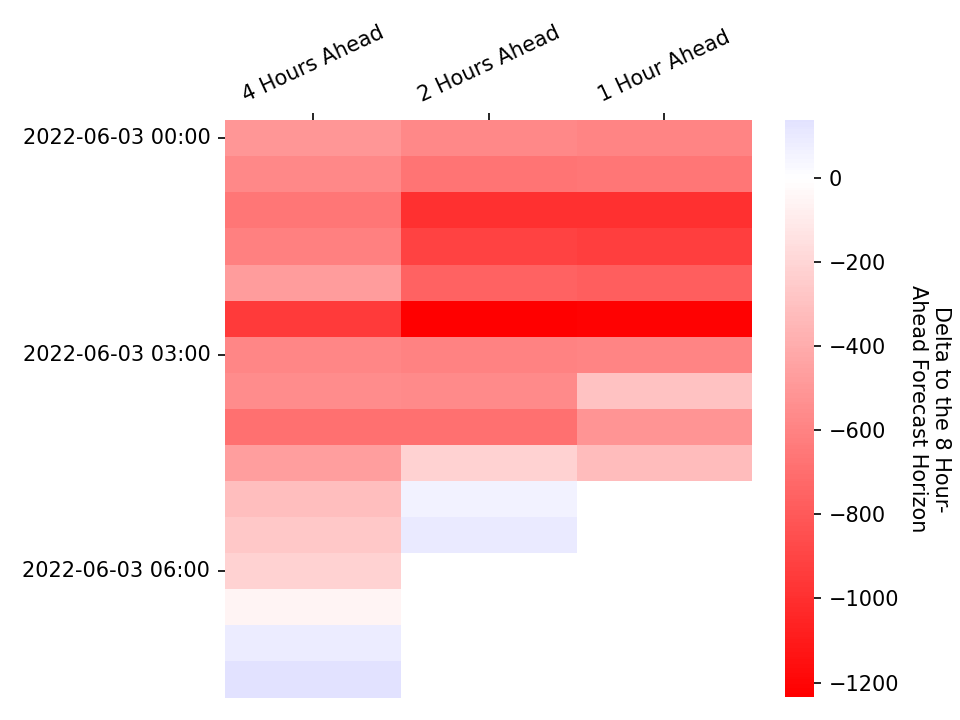 4 Hours Ahead
2 Hours Ahead
1 Hour Ahead
2022-06-03 00:00
2022-06-03 03:00
2022-06-03 06:00
0
−200
−400
−600
−800
−1000
−1200
Delta to the 8 Hour-
Ahead Forecast Horizon